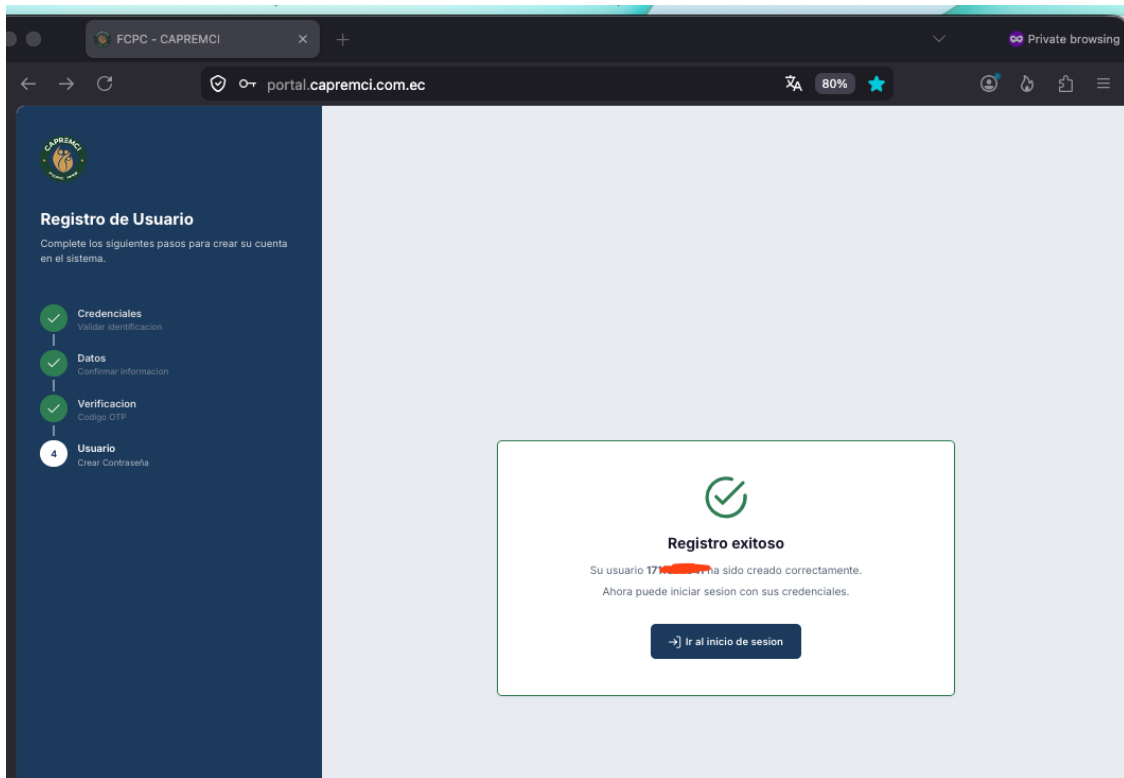 FCPC - CAPREMCI
Private browsing
portal.capremci.com.ec
80%
CAPREMCI
Registro de Usuario
Complete los siguientes pasos para crear su cuenta
en el sistema.
Credenciales
Validar identificacion
Datos
Confirmar informacion
Verificacion
Codigo OTP
4
Usuario
Crear Contraseña
Registro exitoso
Su usuario 171 ha sido creado correctamente.
Ahora puede iniciar sesion con sus credenciales.
Ir al inicio de sesion